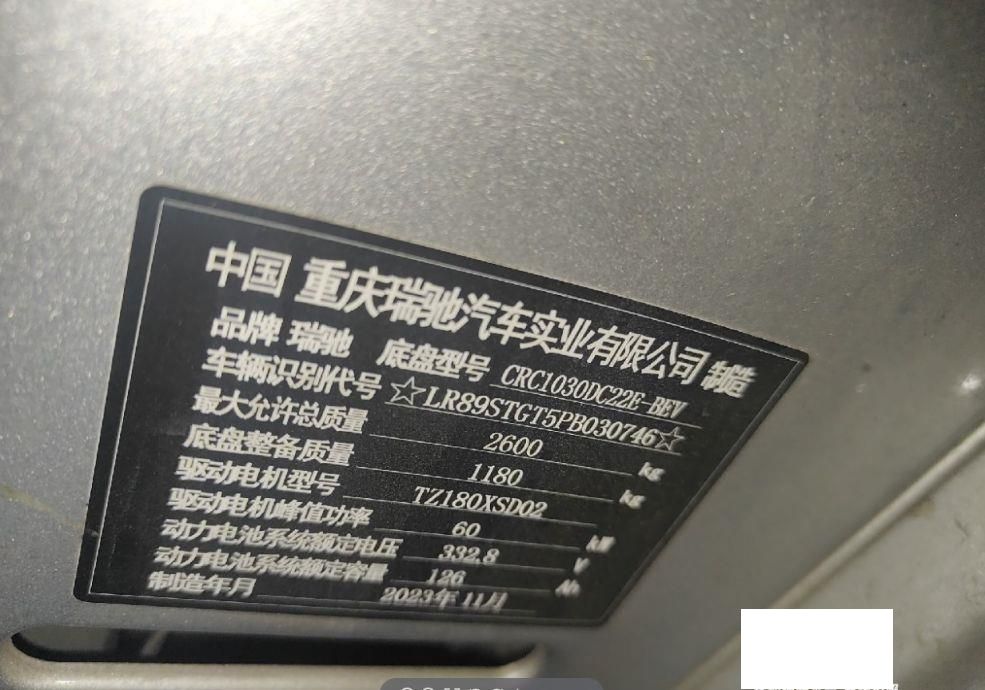 中国 重庆瑞驰汽车实业有限公司 制造
品牌 瑞驰 底盘型号 CRC1030DC22E-BEV
车辆识别代号 ☆LR89STGT5PB030746☆
最大允许总质量 2600 kg
底盘整备质量 1180 kg
驱动电机型号 TZ180XSD02
驱动电机峰值功率 60 kW
动力电池系统额定电压 332.8 V
动力电池系统额定容量 126 Ah
制造年月 2023年11月